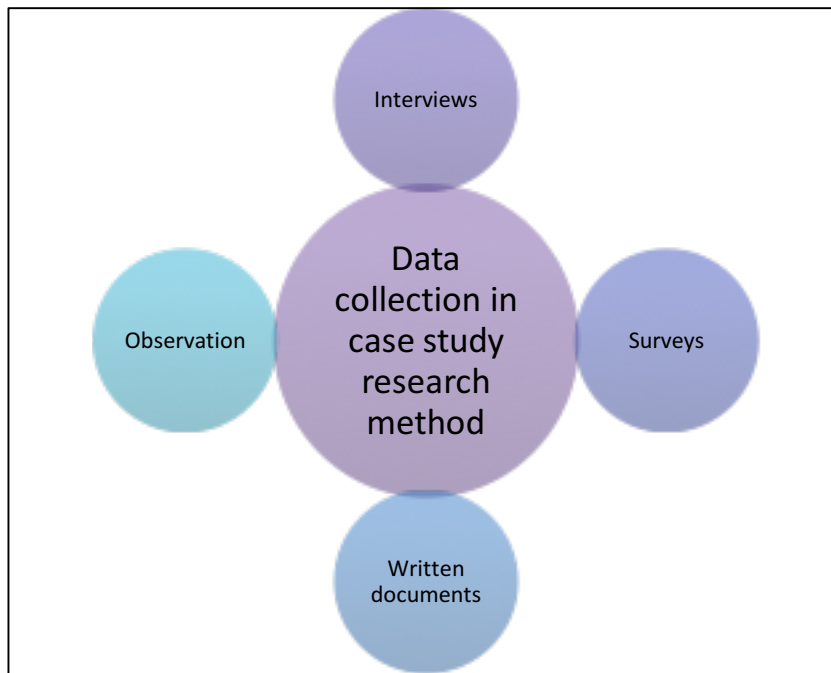 Interviews
Observation
Data
collection in
case study
research
method
Surveys
Written
documents